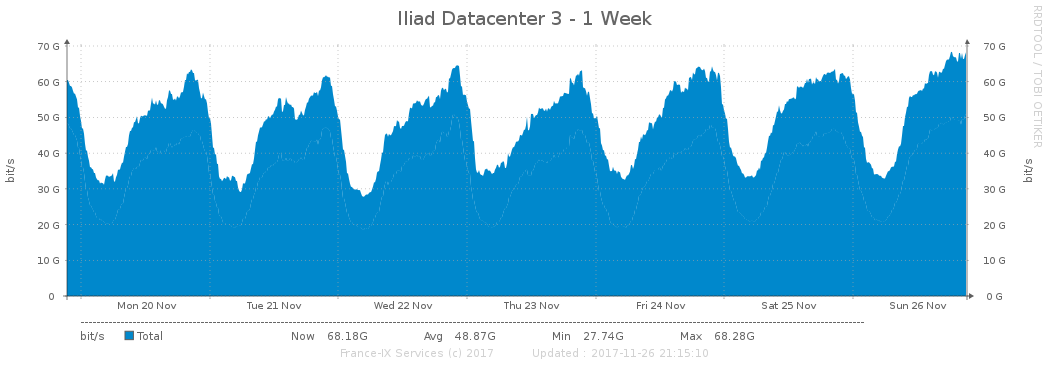 Iliad Datacenter 3 - 1 Week
RRDTOOL / TOBI OETIKER
70 G 70 G
60 G 60 G
50 G 50 G
40 G 40 G
30 G 30 G
20 G 20 G
10 G 10 G
0 0 G
bit/s bit/s
Mon 20 Nov Tue 21 Nov Wed 22 Nov Thu 23 Nov Fri 24 Nov Sat 25 Nov Sun 26 Nov
bit/s Total Now 68.18G Avg 48.87G Min 27.74G Max 68.28G
France-IX Services (c) 2017 Updated : 2017-11-26 21:15:10